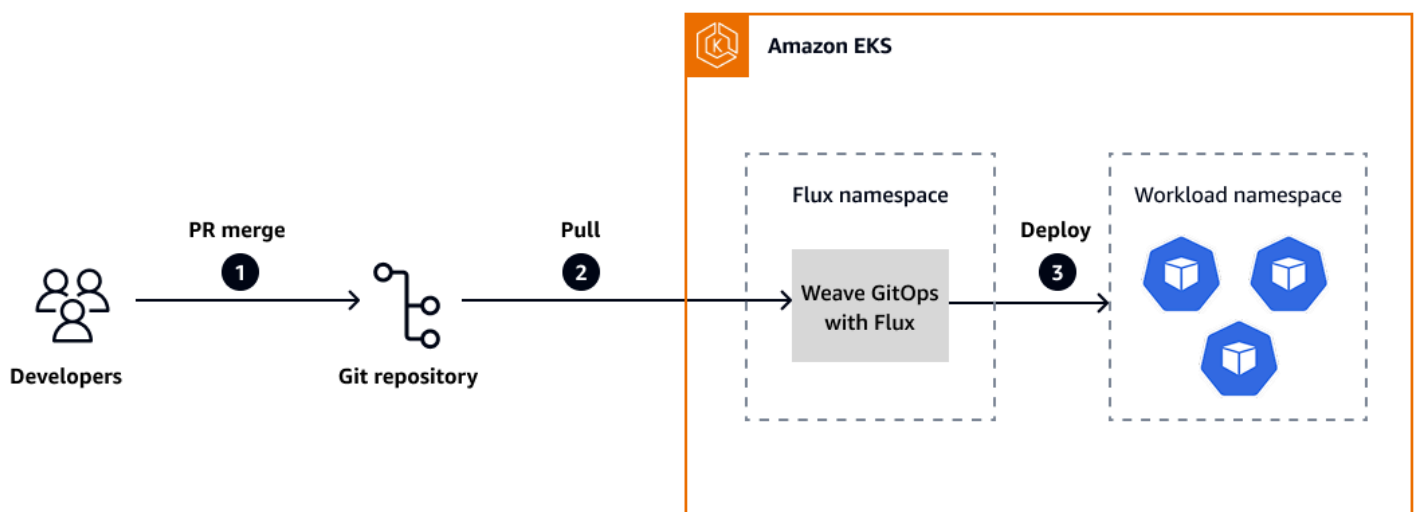 Amazon EKS
Flux namespace
Workload namespace
PR merge
1
Pull
2
Deploy
3
Weave GitOps
with Flux
Developers
Git repository
K